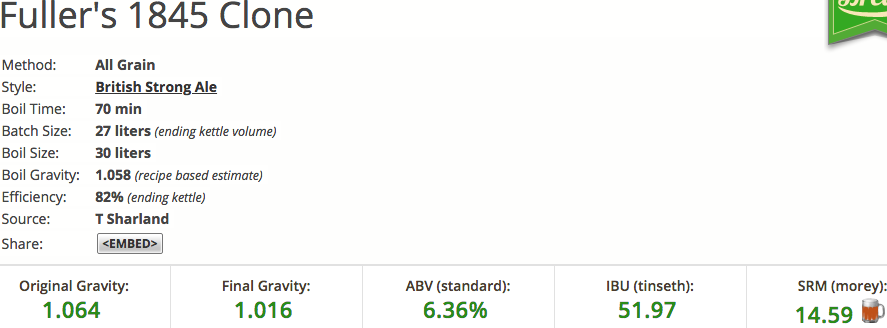 Fuller's 1845 Clone
Method: All Grain
Style: British Strong Ale
Boil Time: 70 min
Batch Size: 27 liters (ending kettle volume)
Boil Size: 30 liters
Boil Gravity: 1.058 (recipe based estimate)
Efficiency: 82% (ending kettle)
Source: T Sharland
Share: <EMBED>
Original Gravity: Final Gravity: ABV (standard): IBU (tinseth): SRM (morey):
1.064 1.016 6.36% 51.97 14.59